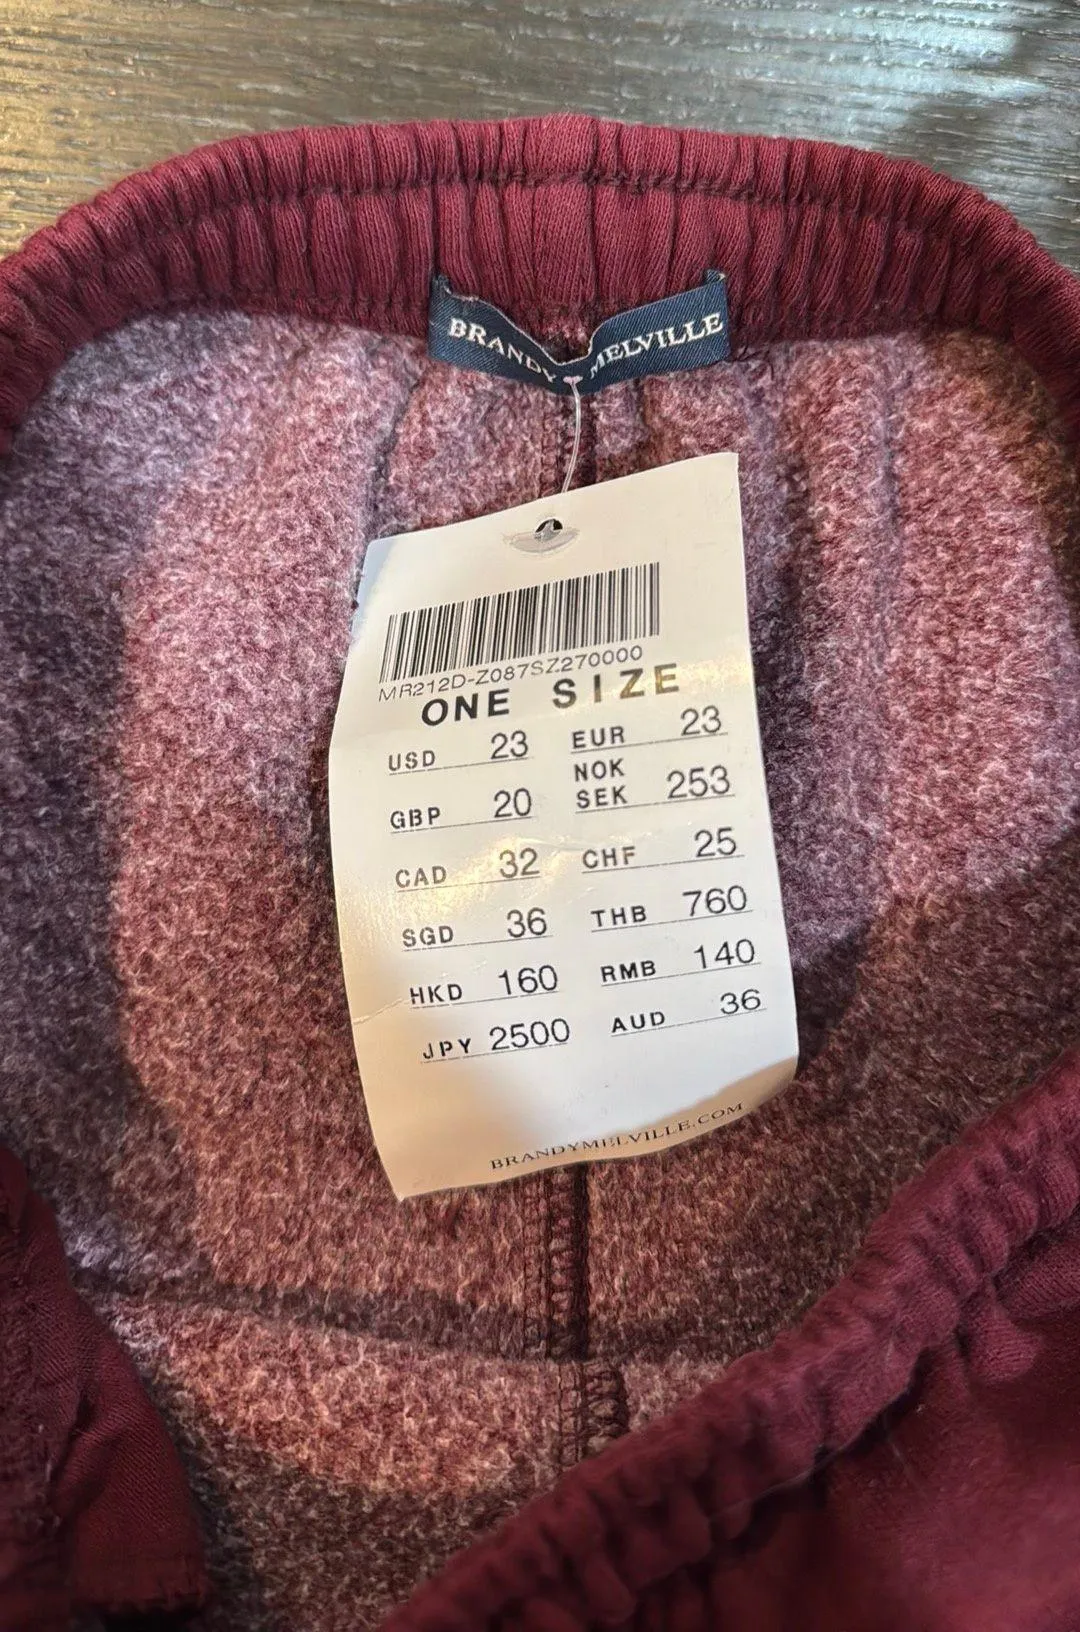 BRANDY MELVILLE
MR212D-Z087SZ270000
ONE SIZE
USD 23 EUR 23
GBP 20 NOK SEK 253
CAD 32 CHF 25
SGD 36 THB 760
HKD 160 RMB 140
JPY 2500 AUD 36
BRANDYMELVILLE.COM